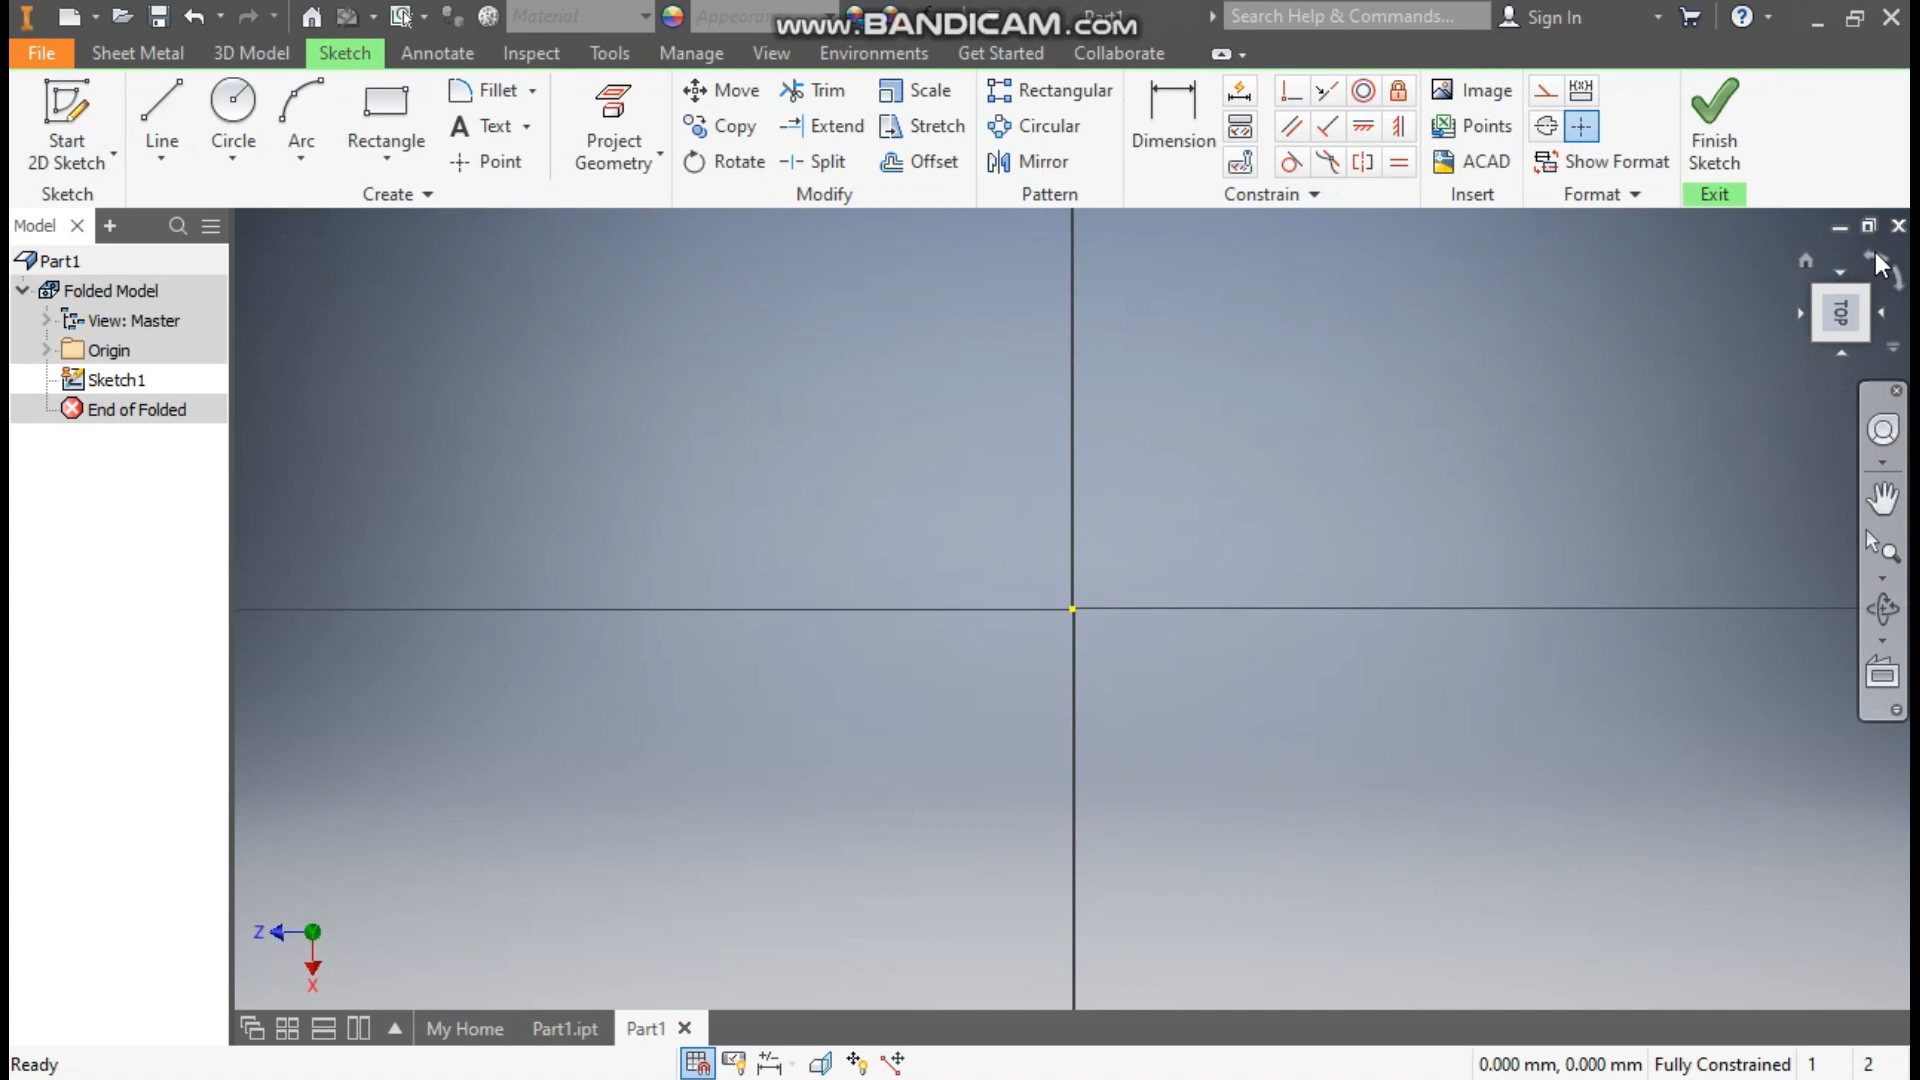 Material
Appearance
Part1
Search Help & Commands...
Sign In
www.BANDICAM.com
File
Sheet Metal
3D Model
Sketch
Annotate
Inspect
Tools
Manage
View
Environments
Get Started
Collaborate
Start
2D Sketch
Line
Circle
Arc
Rectangle
Fillet
Text
Point
Project
Geometry
Move
Trim
Scale
Copy
Extend
Stretch
Rotate
Split
Offset
Rectangular
Circular
Mirror
Dimension
Image
Points
ACAD
Show Format
Finish
Sketch
Sketch
Create
Modify
Pattern
Constrain
Insert
Format
Exit
Model
Part1
Folded Model
View: Master
Origin
Sketch1
End of Folded
TOP
Z
X
My Home
Part1.ipt
Part1
Ready
0.000 mm, 0.000 mm
Fully Constrained
1
2